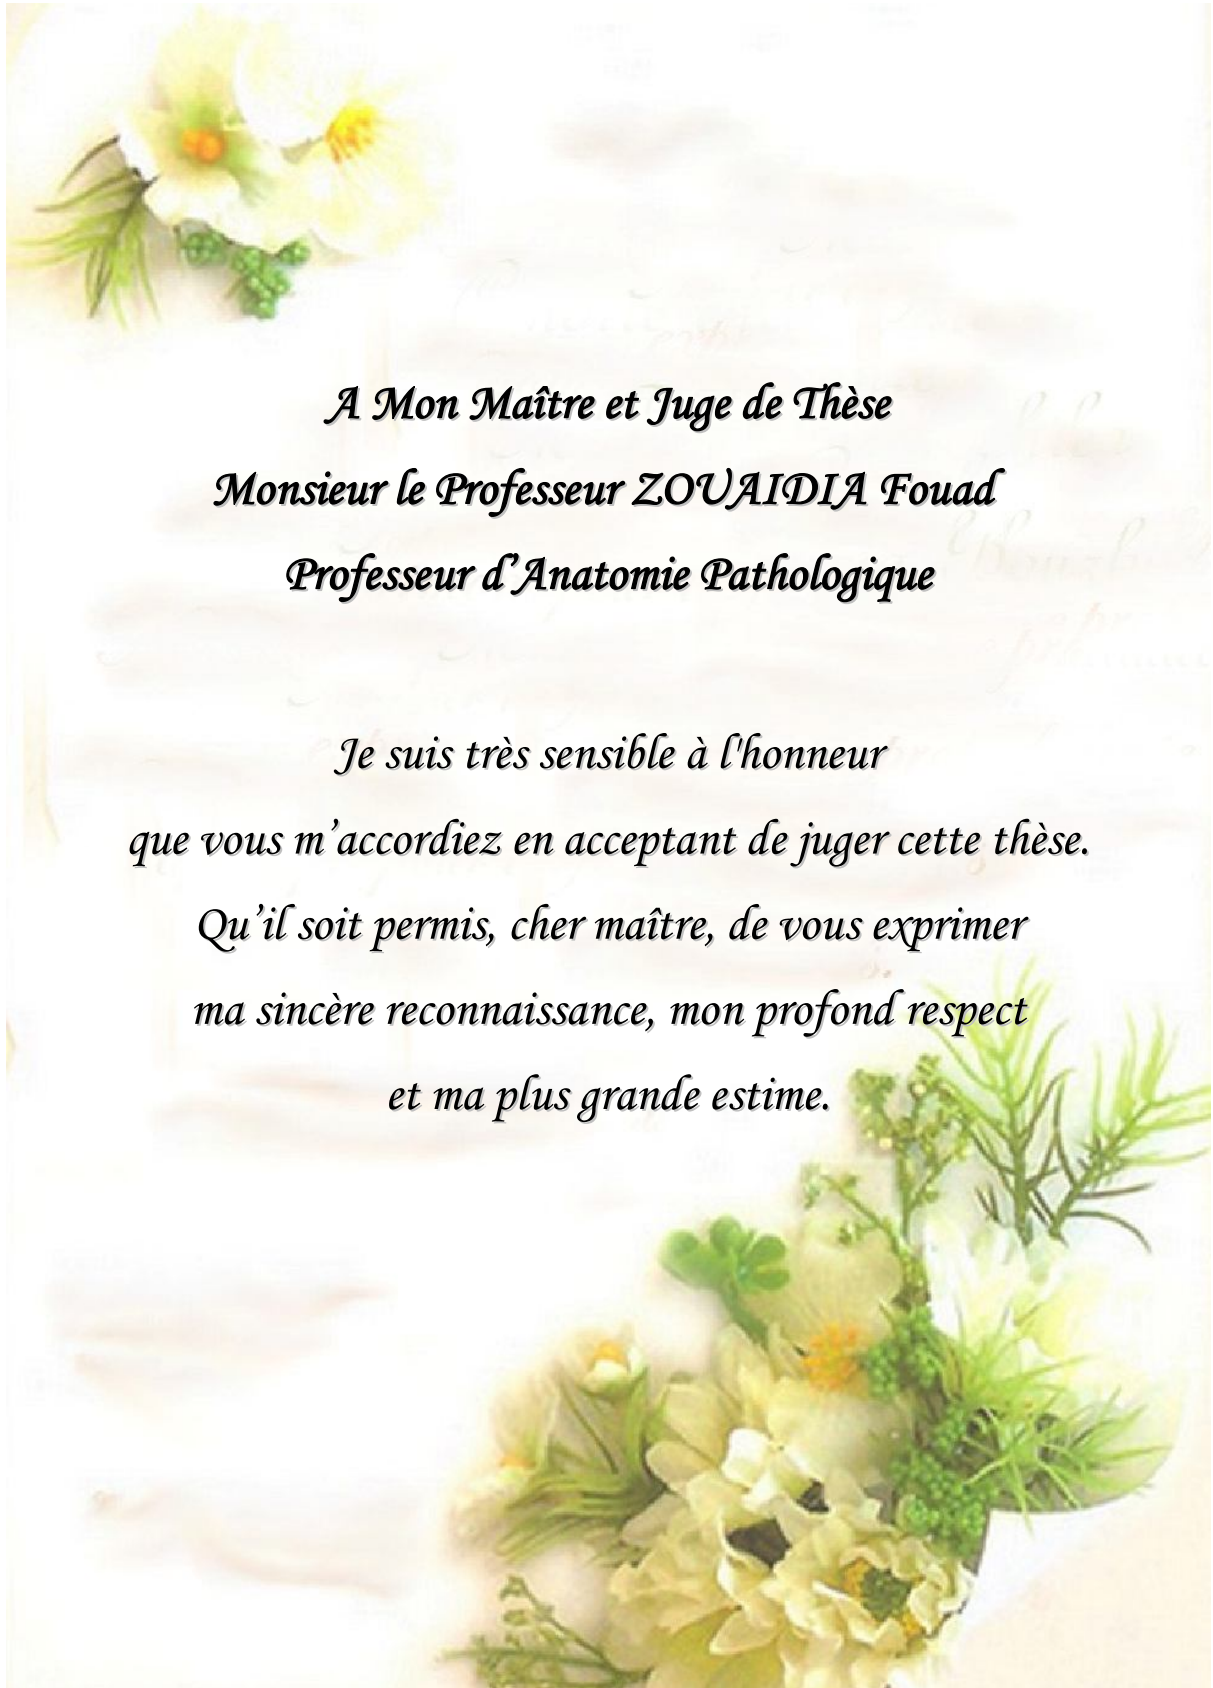 A Mon Maître et Juge de Thèse
Monsieur le Professeur ZOUAIDIA Fouad
Professeur d’Anatomie Pathologique
Je suis très sensible à l'honneur
que vous m’accordiez en acceptant de juger cette thèse.
Qu’il soit permis, cher maître, de vous exprimer
ma sincère reconnaissance, mon profond respect
et ma plus grande estime.